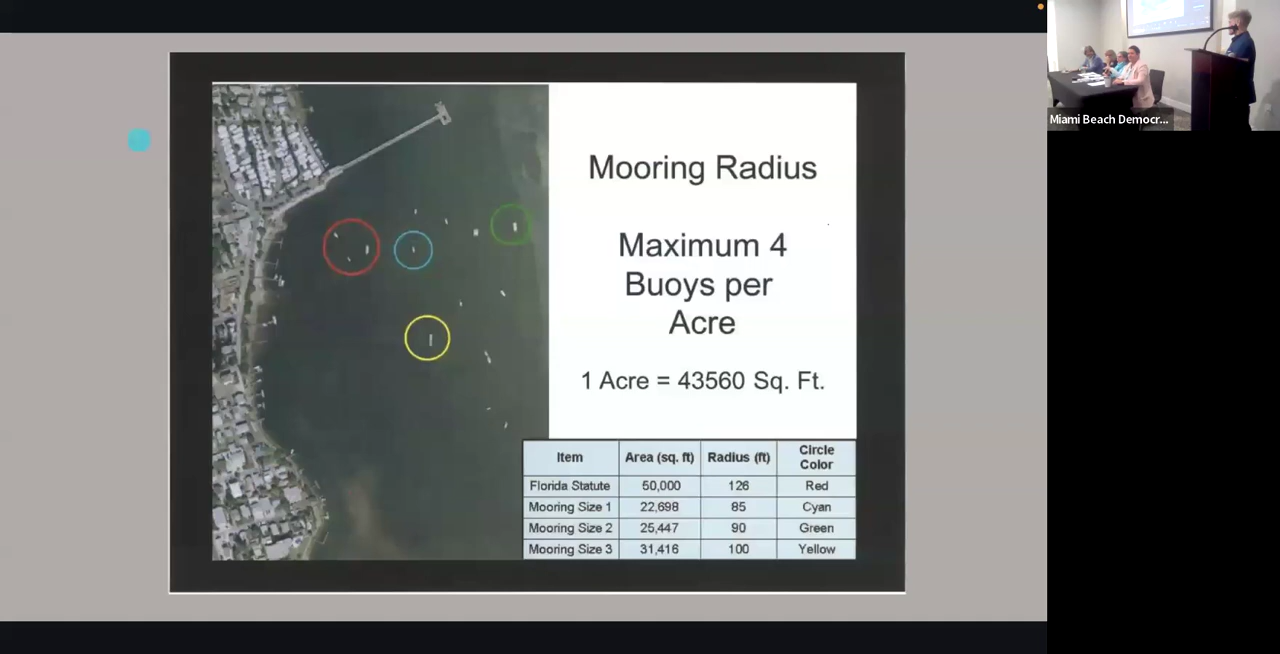 Miami Beach Democr...
Mooring Radius
Maximum 4
Buoys per
Acre
1 Acre = 43560 Sq. Ft.
Item Area (sq. ft) Radius (ft) Circle Color
Florida Statute 50,000 126 Red
Mooring Size 1 22,698 85 Cyan
Mooring Size 2 25,447 90 Green
Mooring Size 3 31,416 100 Yellow